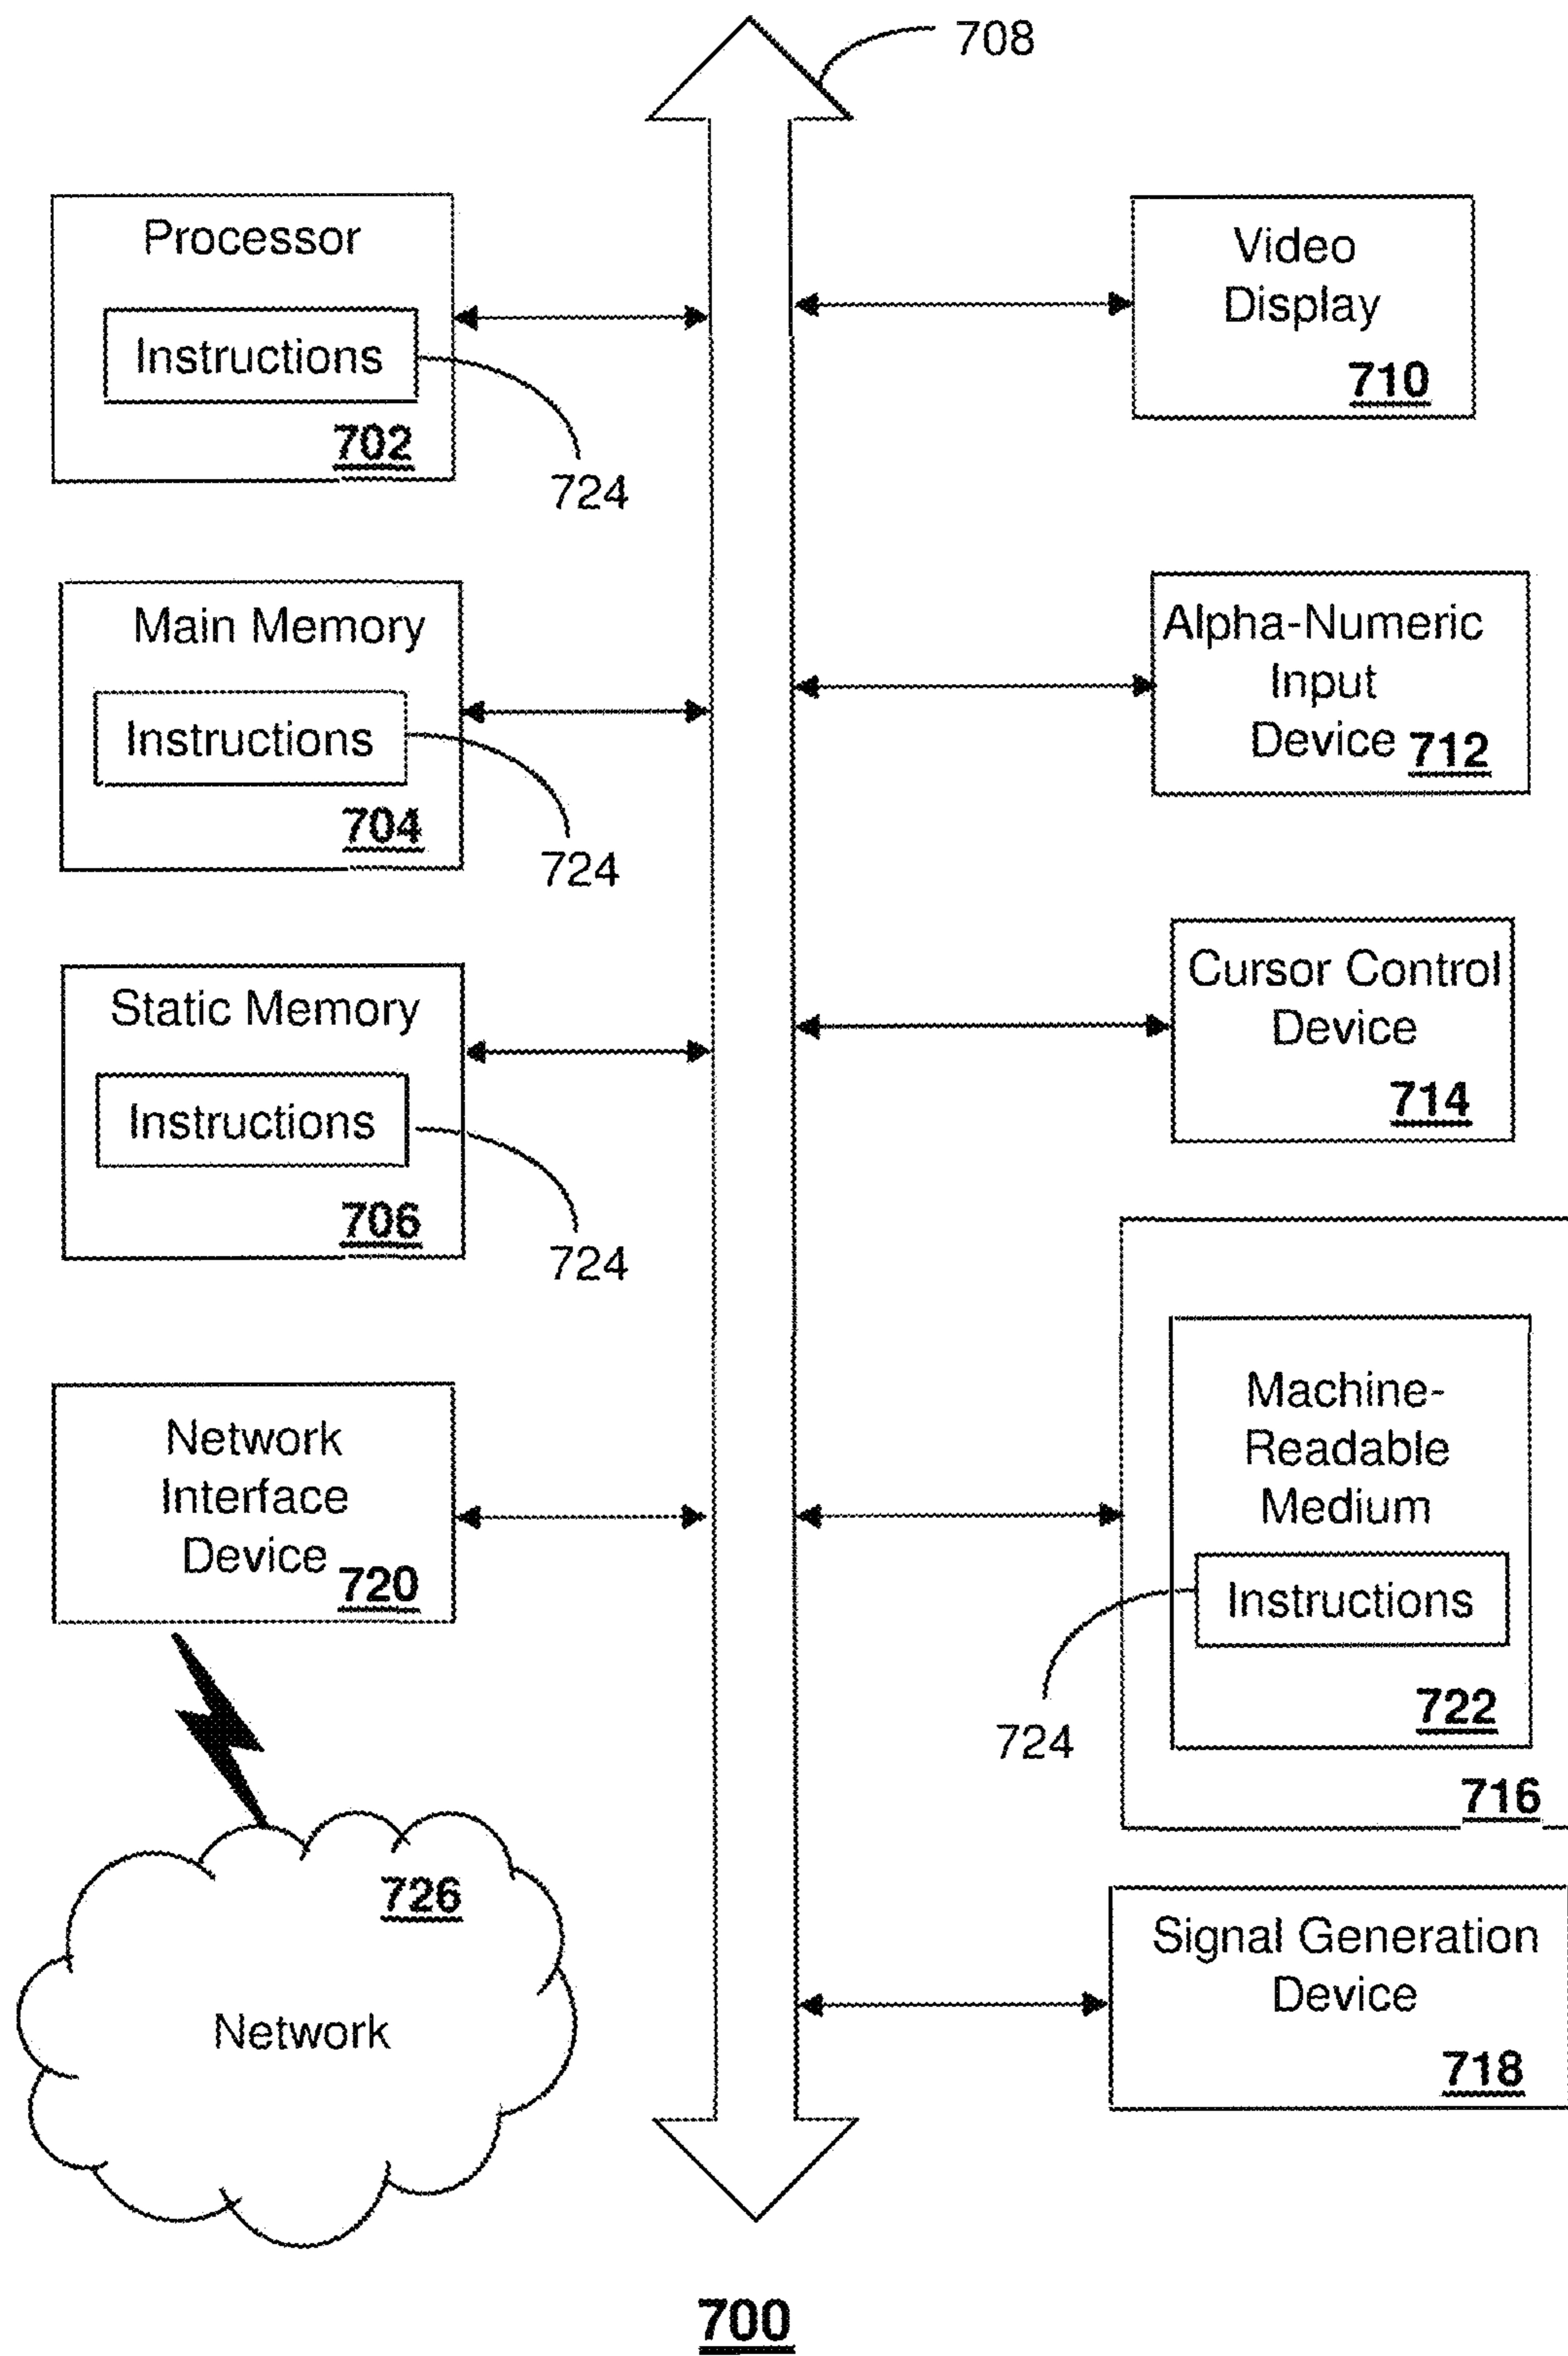 708
Processor
Instructions
702
724
Main Memory
Instructions
704
724
Static Memory
Instructions
706
724
Network
Interface
Device
720
726
Network
Video
Display
710
Alpha-Numeric
Input
Device 712
Cursor Control
Device
714
Machine-
Readable
Medium
Instructions
722
724
716
Signal Generation
Device
718
700